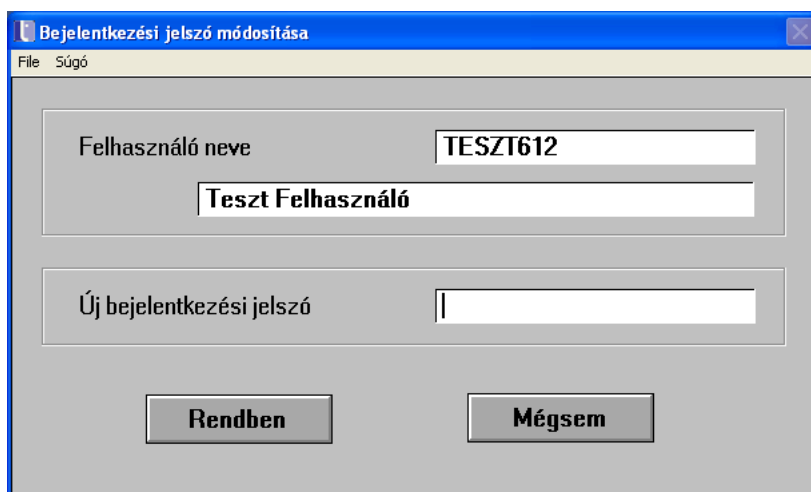 Bejelentkezési jelszó módosítása
File Súgó
Felhasználó neve TESZT612
Teszt Felhasználó
Új bejelentkezési jelszó
Rendben Mégsem